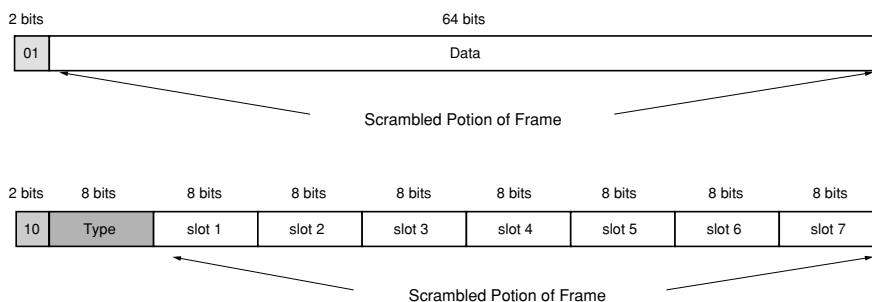 2 bits 64 bits
01 Data
Scrambled Potion of Frame
2 bits 8 bits 8 bits 8 bits 8 bits 8 bits 8 bits 8 bits 8 bits
10 Type slot 1 slot 2 slot 3 slot 4 slot 5 slot 6 slot 7
Scrambled Potion of Frame